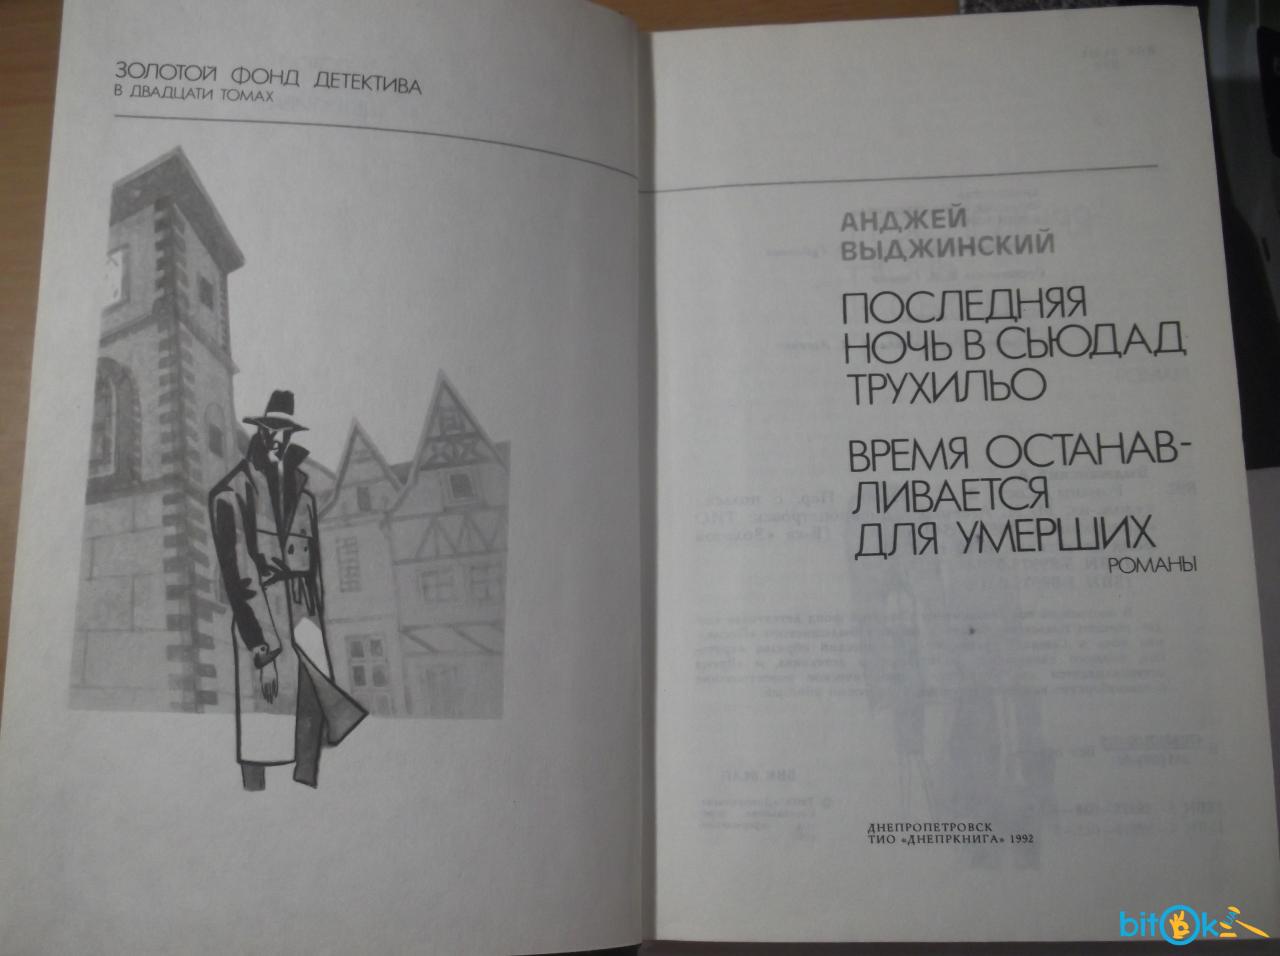 ЗОЛОТОЙ ФОНД ДЕТЕКТИВА
В ДВАДЦАТИ ТОМАХ
АНДЖЕЙ
ВЫДЖИНСКИЙ
ПОСЛЕДНЯЯ
НОЧЬ В СЬЮДАД
ТРУХИЛЬО
ВРЕМЯ ОСТАНАВ-
ЛИВАЕТСЯ
ДЛЯ УМЕРШИХ
РОМАНЫ
ДНЕПРОПЕТРОВСК
ТИО «ДНЕПРКНИГА» 1992
bitok